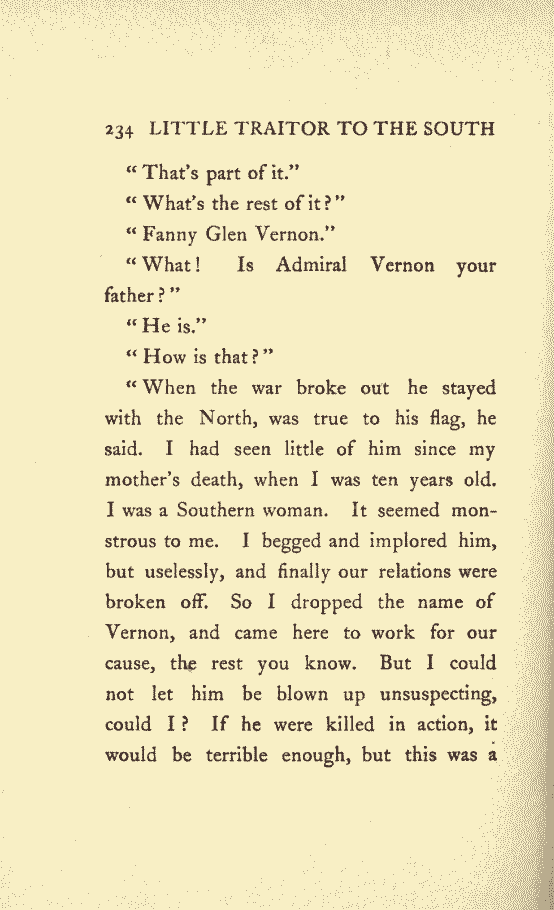 234 LITTLE TRAITOR TO THE SOUTH
“That's part of it.”
“What's the rest of it?”
“Fanny Glen Vernon.”
“What! Is Admiral Vernon your
father?”
“He is.”
“How is that?”
“When the war broke out he stayed
with the North, was true to his flag, he
said. I had seen little of him since my
mother's death, when I was ten years old.
I was a Southern woman. It seemed mon-
strous to me. I begged and implored him,
but uselessly, and finally our relations were
broken off. So I dropped the name of
Vernon, and came here to work for our
cause, the rest you know. But I could
not let him be blown up unsuspecting,
could I? If he were killed in action, it
would be terrible enough, but this was a